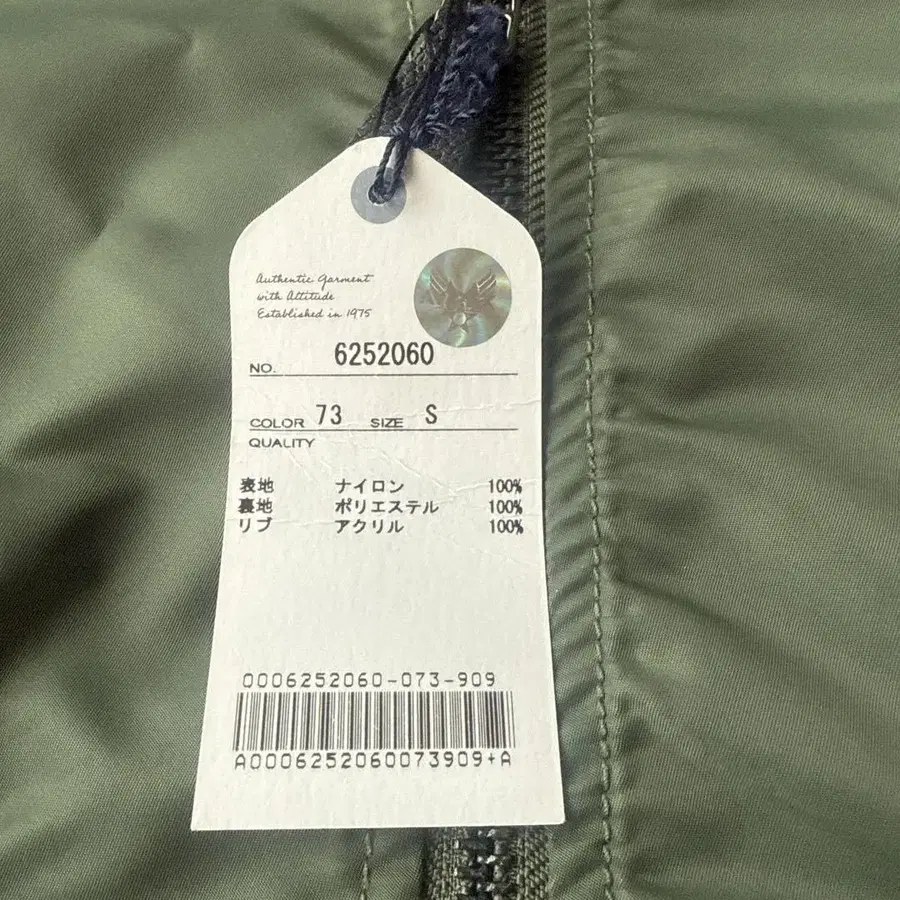 Authentic Garment
with Altitude
Established in 1975
NO. 6252060
COLOR 73 SIZE S
QUALITY
表地 ナイロン 100%
裏地 ポリエステル 100%
リブ アクリル 100%
0006252060-073-909
A0006252060073909+A